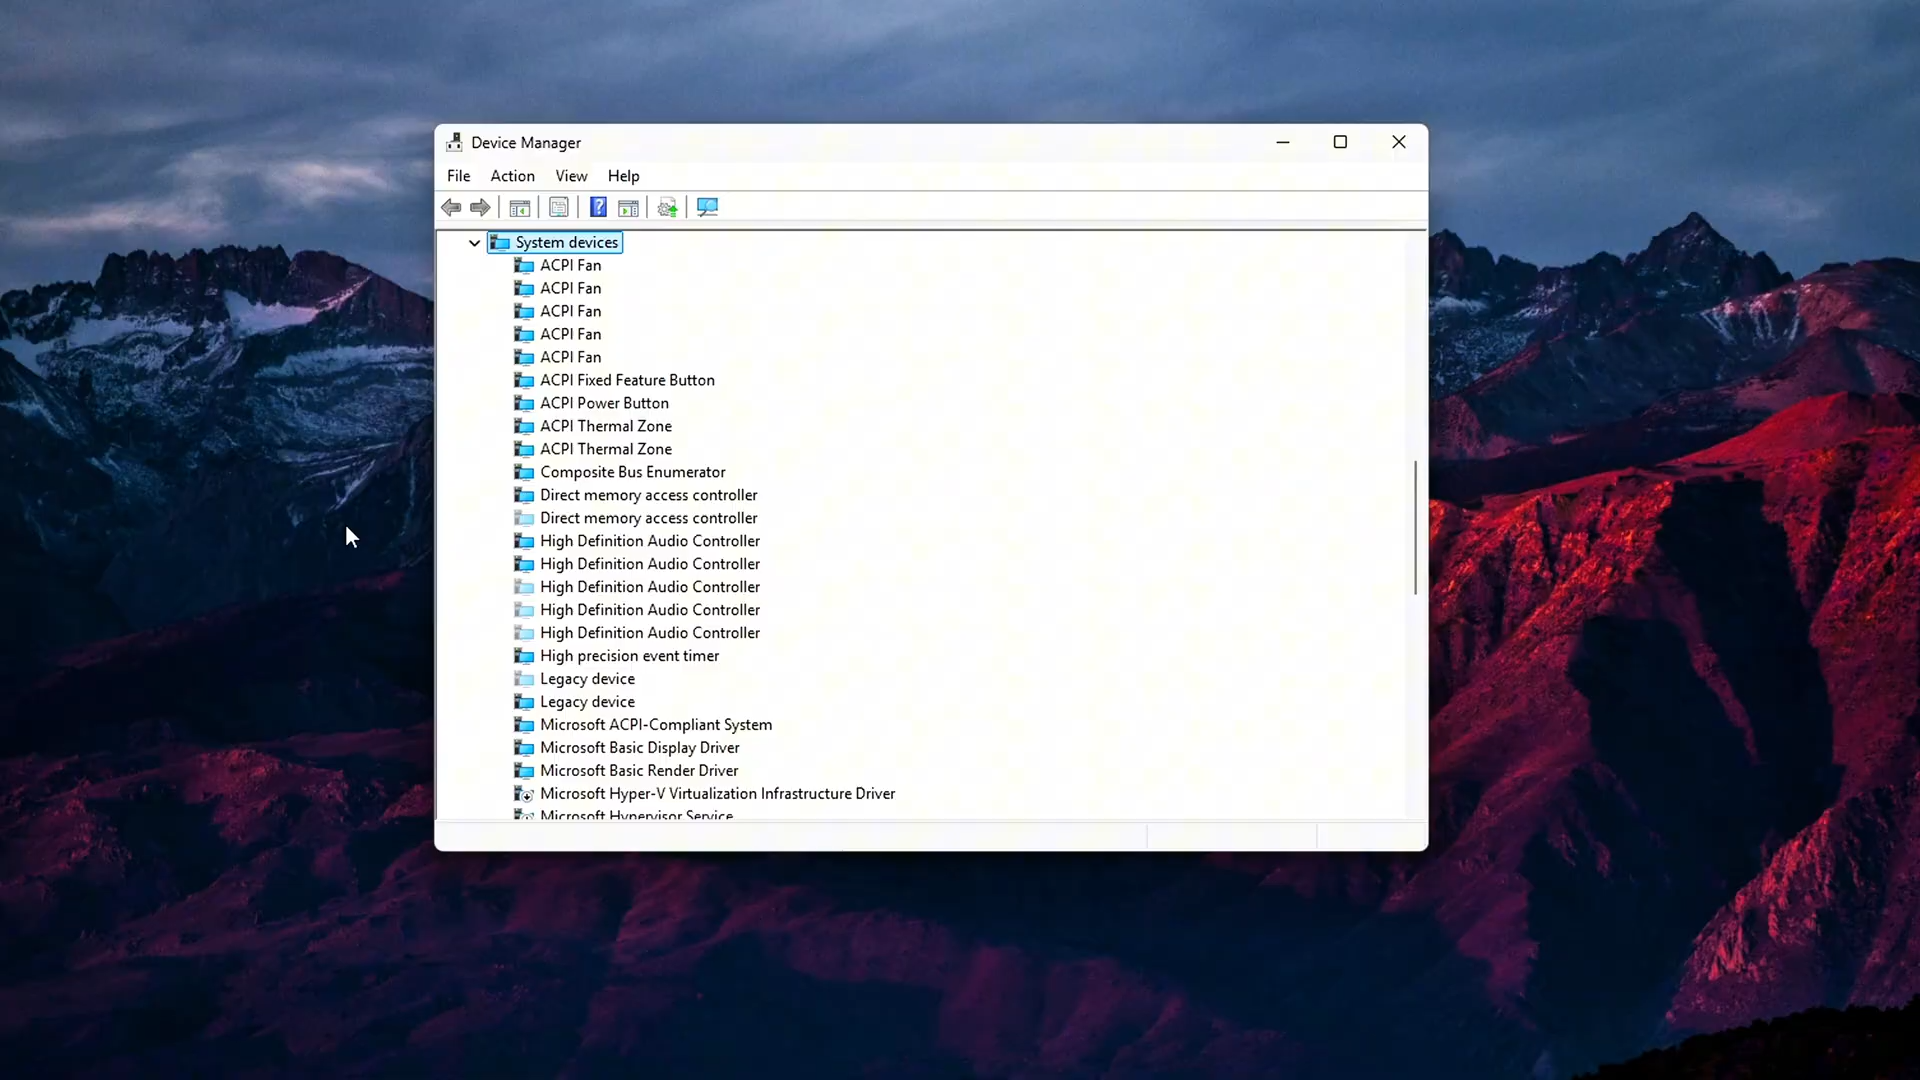 Device Manager
File Action View Help
System devices
ACPI Fan
ACPI Fan
ACPI Fan
ACPI Fan
ACPI Fan
ACPI Fixed Feature Button
ACPI Power Button
ACPI Thermal Zone
ACPI Thermal Zone
Composite Bus Enumerator
Direct memory access controller
Direct memory access controller
High Definition Audio Controller
High Definition Audio Controller
High Definition Audio Controller
High Definition Audio Controller
High Definition Audio Controller
High precision event timer
Legacy device
Legacy device
Microsoft ACPI-Compliant System
Microsoft Basic Display Driver
Microsoft Basic Render Driver
Microsoft Hyper-V Virtualization Infrastructure Driver
Microsoft Hypervisor Service